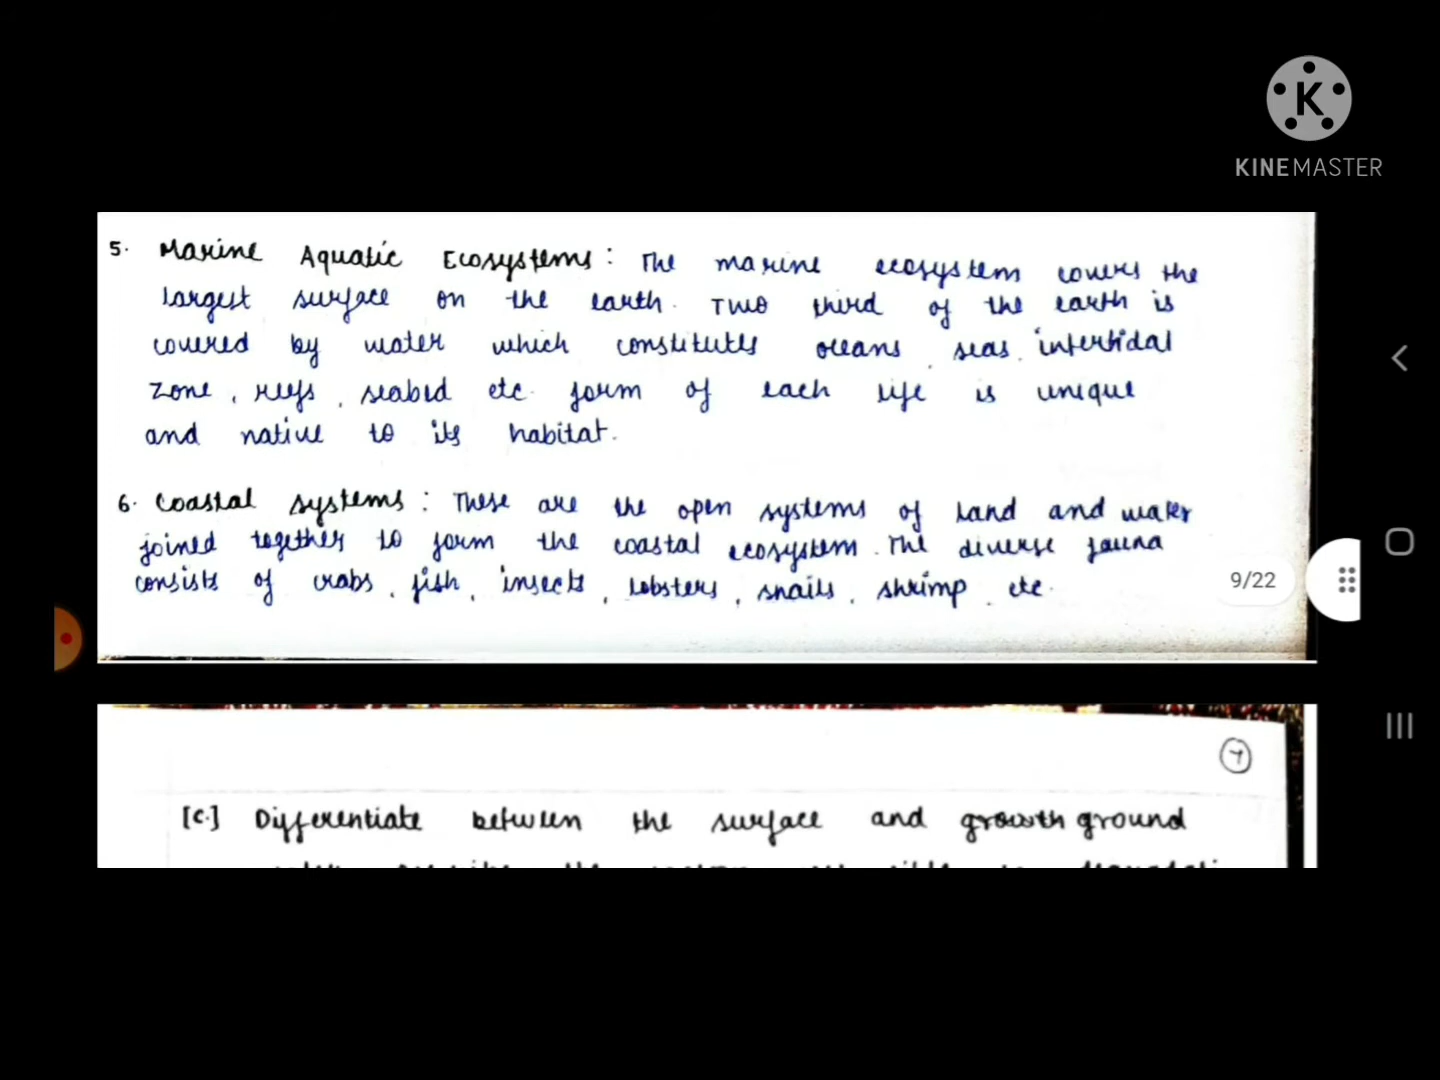 KINEMASTER
5. Marine Aquatic Ecosystems: The marine ecosystem covers the
largest surface on the earth. Two third of the earth is
covered by water which constitutes oceans, seas, intertidal
zone, reefs, seabed etc. form of each life is unique
and native to its habitat.
6. Coastal systems: These are the open systems of land and water
joined together to form the coastal ecosystem. The diverse fauna
consists of crabs, fish, insects, lobsters, snails, shrimp, etc.
9/22
7
[C.] Differentiate between the surface and growth ground